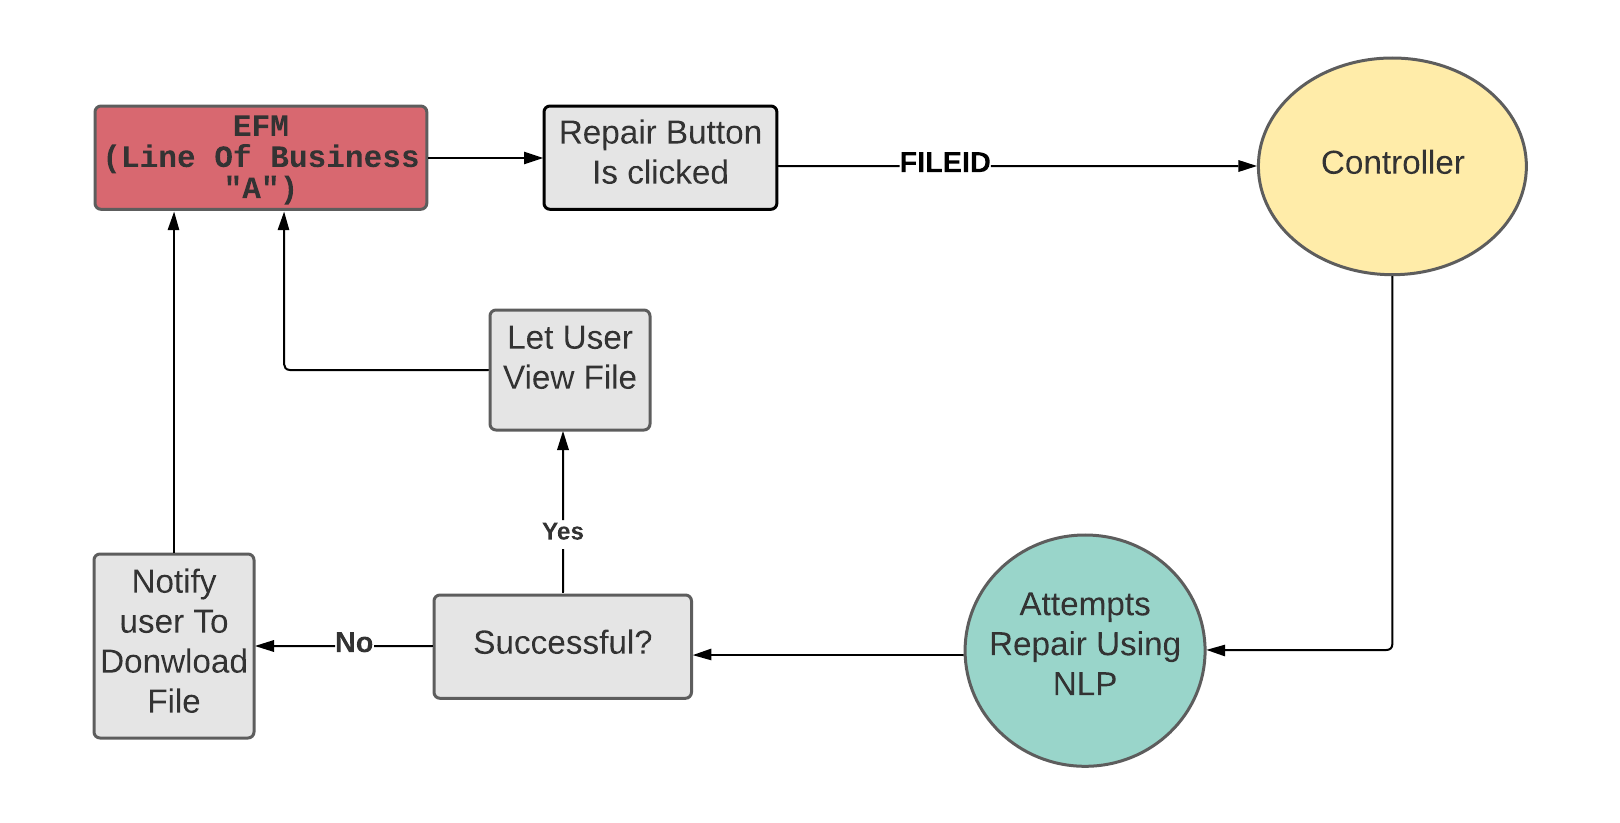 EFM
(Line Of Business
"A")
Repair Button
Is clicked
FILEID
Controller
Let User
View File
Yes
Notify
user To
Donwload
File
No
Successful?
Attempts
Repair Using
NLP